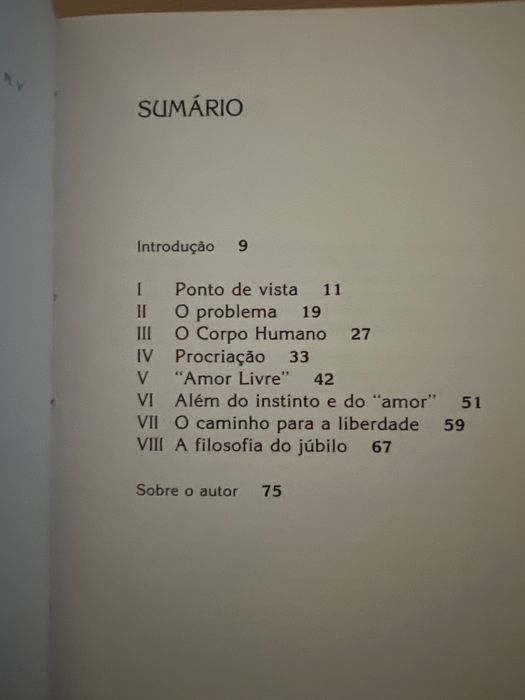 SUMÁRIO
Introdução 9
I Ponto de vista 11
II O problema 19
III O Corpo Humano 27
IV Procriação 33
V “Amor Livre” 42
VI Além do instinto e do “amor” 51
VII O caminho para a liberdade 59
VIII A filosofia do júbilo 67
Sobre o autor 75